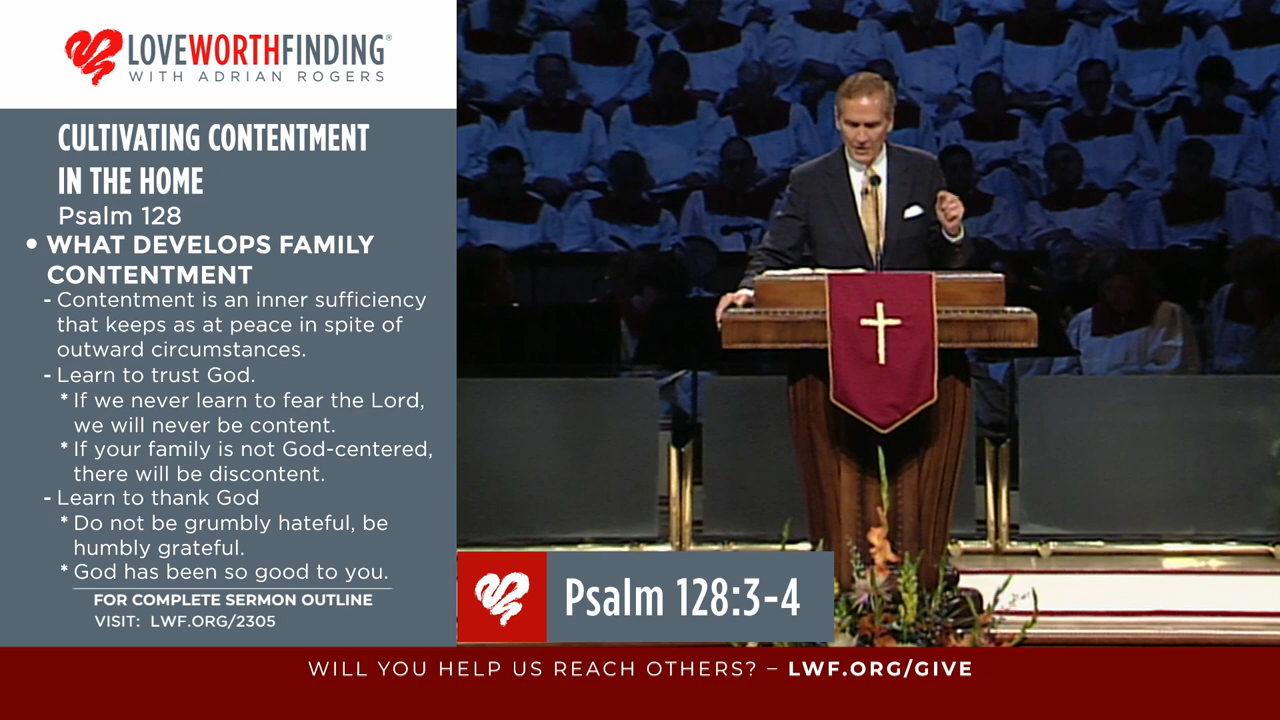 LOVEWORTHFINDING®
WITH ADRIAN ROGERS
CULTIVATING CONTENTMENT
IN THE HOME
Psalm 128
• WHAT DEVELOPS FAMILY
CONTENTMENT
- Contentment is an inner sufficiency
that keeps as at peace in spite of
outward circumstances.
- Learn to trust God.
* If we never learn to fear the Lord,
we will never be content.
* If your family is not God-centered,
there will be discontent.
- Learn to thank God
* Do not be grumbly hateful, be
humbly grateful.
* God has been so good to you.
FOR COMPLETE SERMON OUTLINE
VISIT: LWF.ORG/2305
Psalm 128:3-4
WILL YOU HELP US REACH OTHERS? – LWF.ORG/GIVE